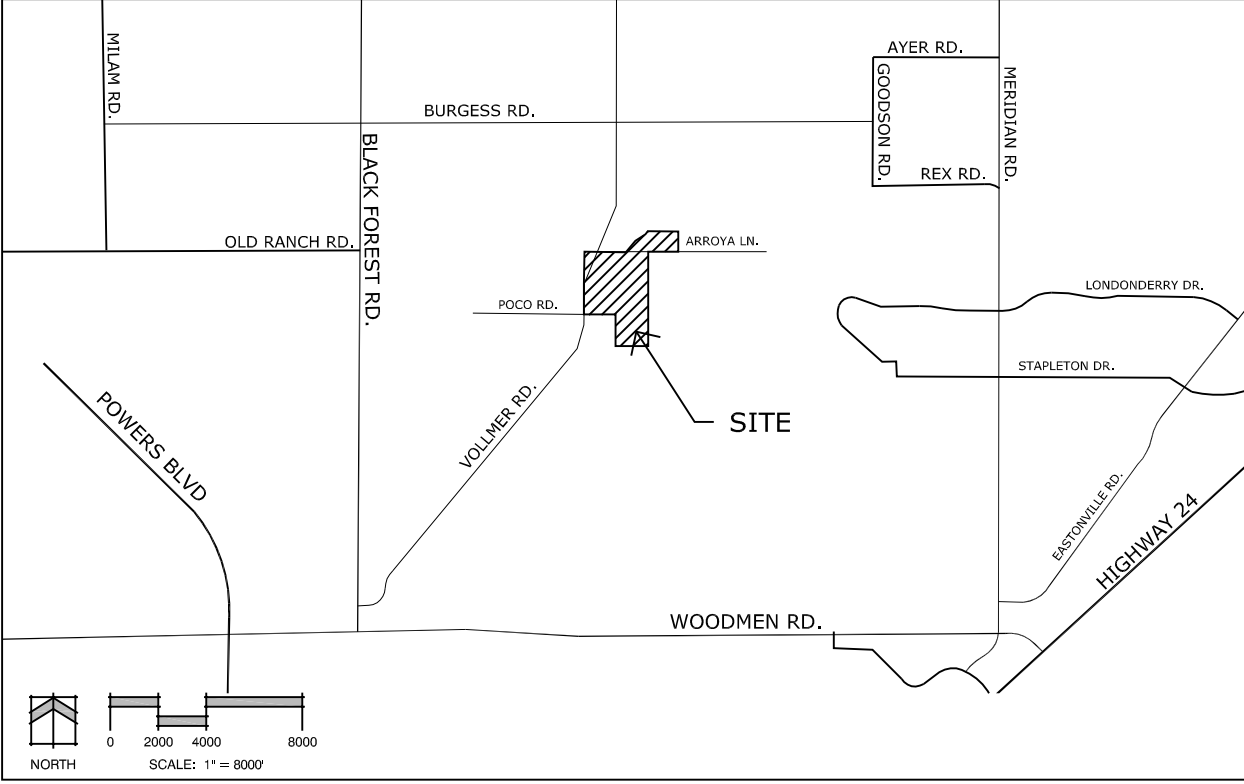 AYER RD.
MILAM RD.
GOODSON RD.
MERIDIAN RD.
BURGESS RD.
BLACK FOREST RD.
REX RD.
OLD RANCH RD.
ARROYA LN.
LONDONDERRY DR.
POCO RD.
STAPLETON DR.
POWERS BLVD
VOLLMER RD.
SITE
EASTONVILLE RD.
HIGHWAY 24
WOODMEN RD.
0 2000 4000 8000
NORTH
SCALE: 1" = 8000'